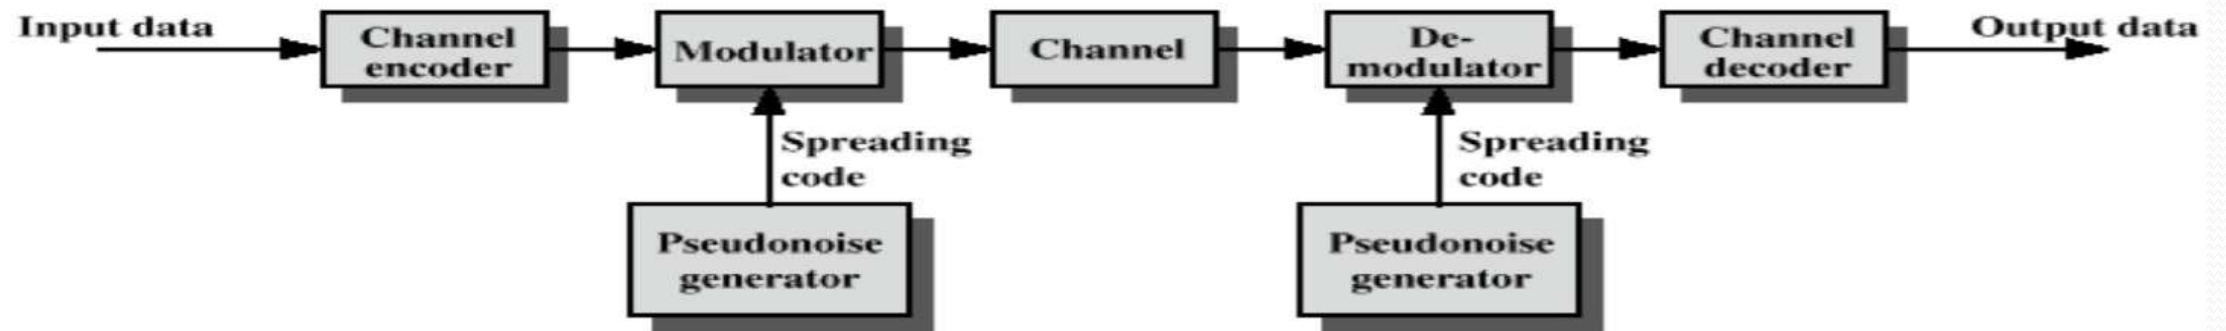 Input data
Channel
encoder
Modulator
Channel
De-
modulator
Channel
decoder
Output data
Spreading
code
Spreading
code
Pseudonoise
generator
Pseudonoise
generator